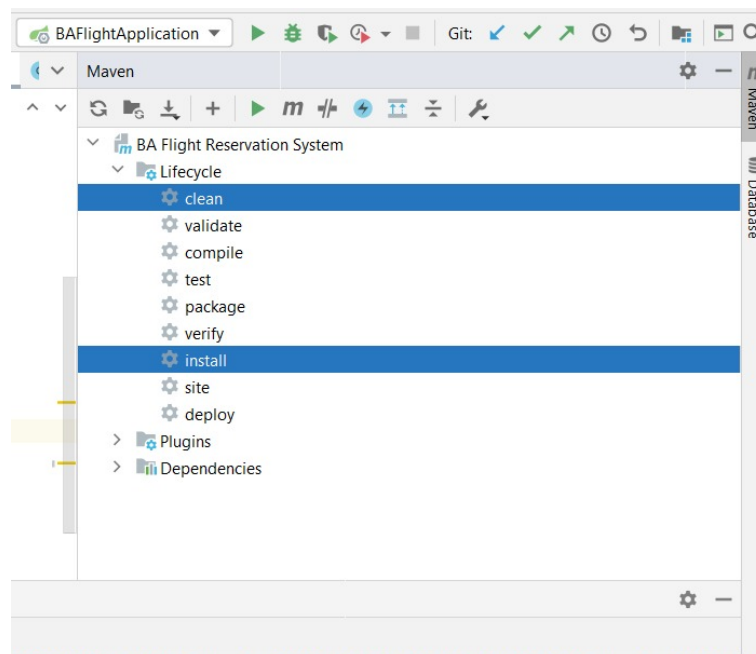 BAFlightApplication
Git:
Maven
m
BA Flight Reservation System
Lifecycle
clean
validate
compile
test
package
verify
install
site
deploy
Plugins
Dependencies
m Maven
Database